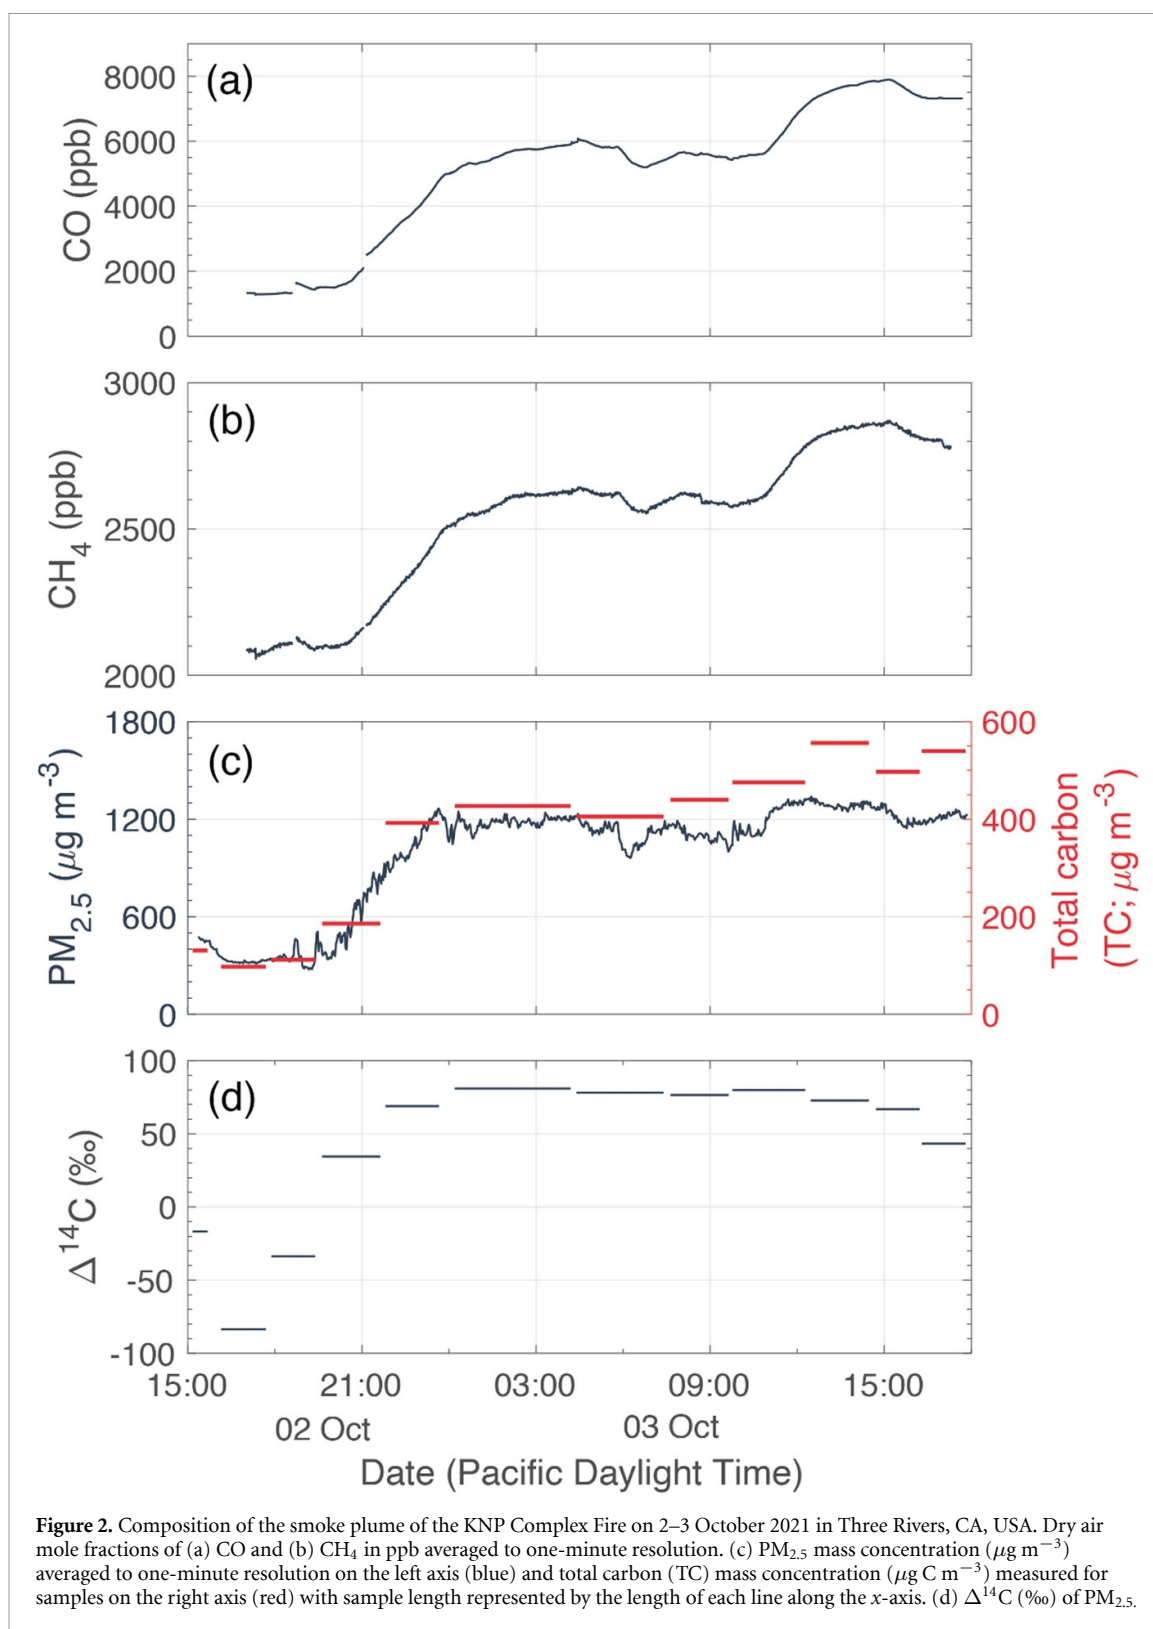 (a)
8000
6000
4000
2000
0
CO (ppb)
(b)
3000
2500
2000
CH4 (ppb)
(c)
1800
1200
600
0
PM2.5 (μg m-3)
600
400
200
0
Total carbon
(TC; μg m-3)
(d)
100
50
0
-50
-100
Δ14C (‰)
15:00 21:00 03:00 09:00 15:00
02 Oct 03 Oct
Date (Pacific Daylight Time)
Figure 2. Composition of the smoke plume of the KNP Complex Fire on 2–3 October 2021 in Three Rivers, CA, USA. Dry air
mole fractions of (a) CO and (b) CH4 in ppb averaged to one-minute resolution. (c) PM2.5 mass concentration (μg m−3)
averaged to one-minute resolution on the left axis (blue) and total carbon (TC) mass concentration (μg C m−3) measured for
samples on the right axis (red) with sample length represented by the length of each line along the x-axis. (d) Δ14C (‰) of PM2.5.